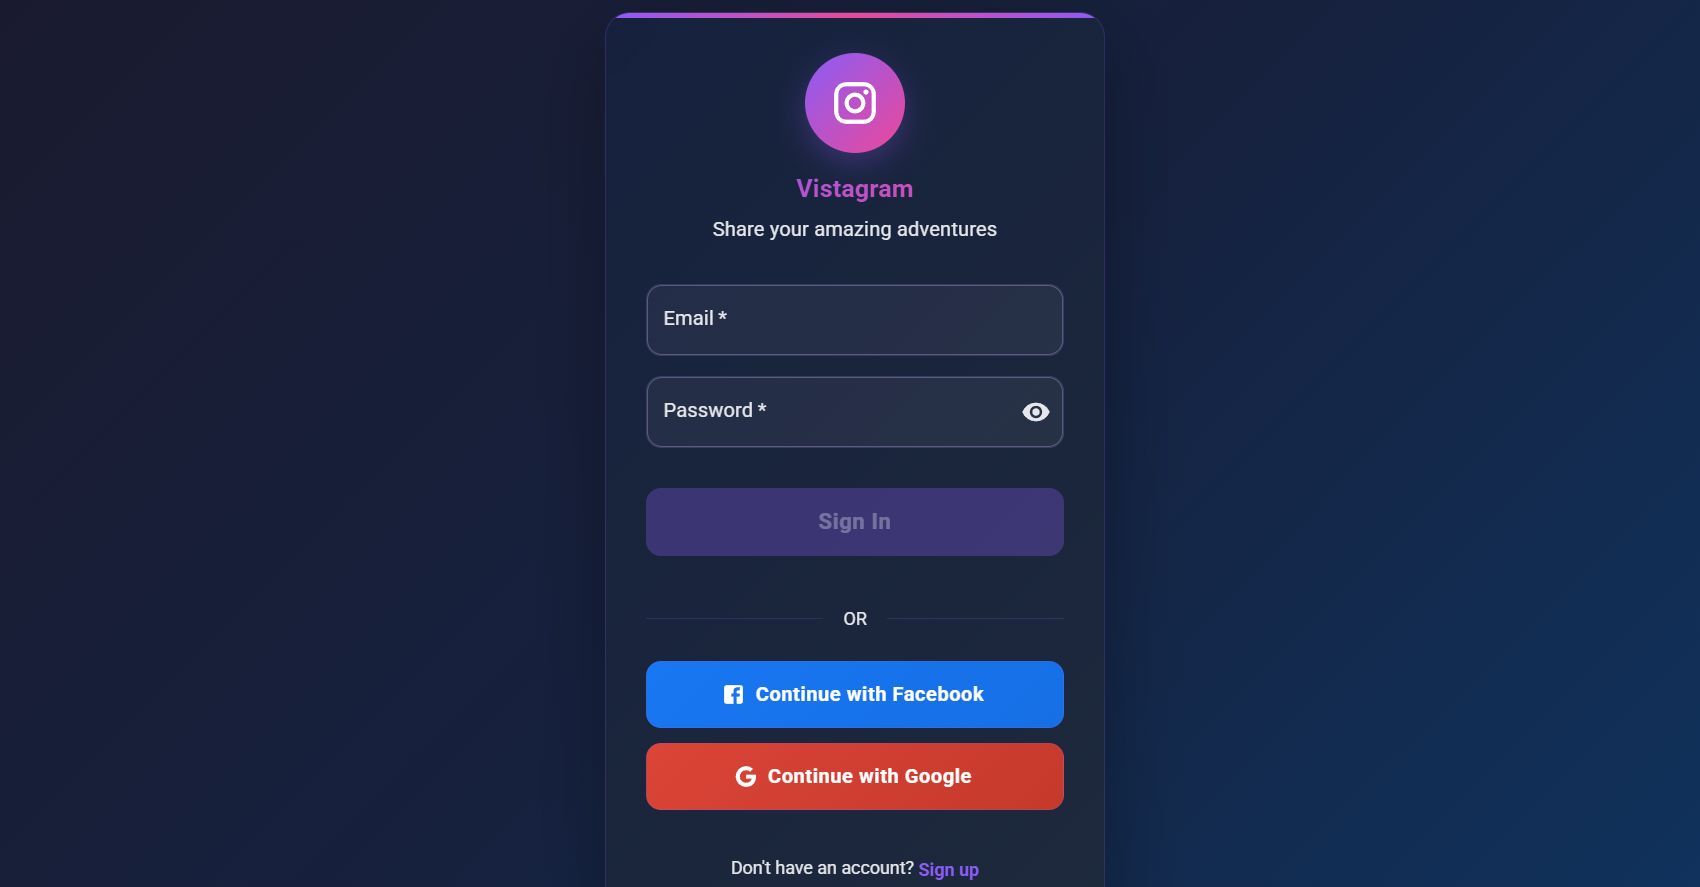 Vistagram
Share your amazing adventures
Email *
Password *
Sign In
OR
Continue with Facebook
Continue with Google
Don't have an account? Sign up